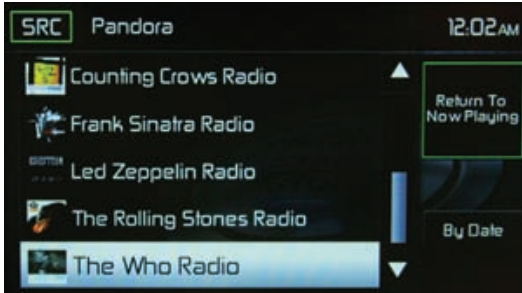 SRC Pandora 12:02AM
Counting Crows Radio
Frank Sinatra Radio
Led Zeppelin Radio
The Rolling Stones Radio
The Who Radio
Return To
Now Playing
By Date